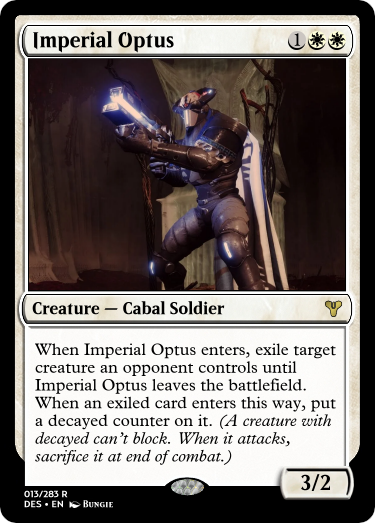 Imperial Optus 1
Creature — Cabal Soldier
When Imperial Optus enters, exile target
creature an opponent controls until
Imperial Optus leaves the battlefield.
When an exiled card enters this way, put
a decayed counter on it. (A creature with
decayed can't block. When it attacks,
sacrifice it at end of combat.)
3/2
013/283 R
DES • EN Bungie